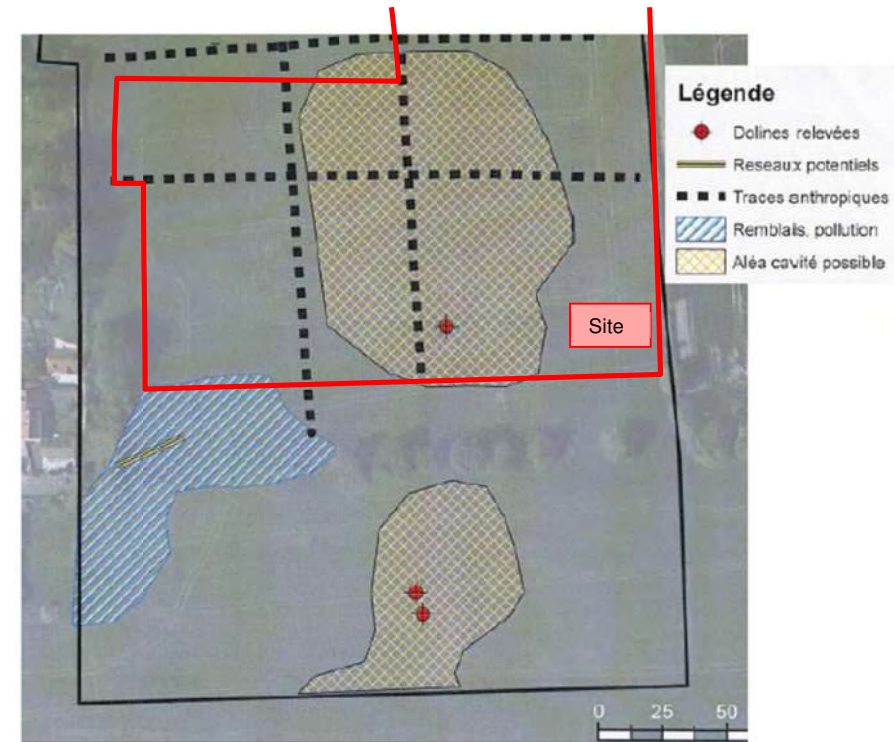 Légende
Dolines relevées
Reseaux potentiels
Traces anthropiques
Remblais, pollution
Aléa cavité possible
Site
0 25 50